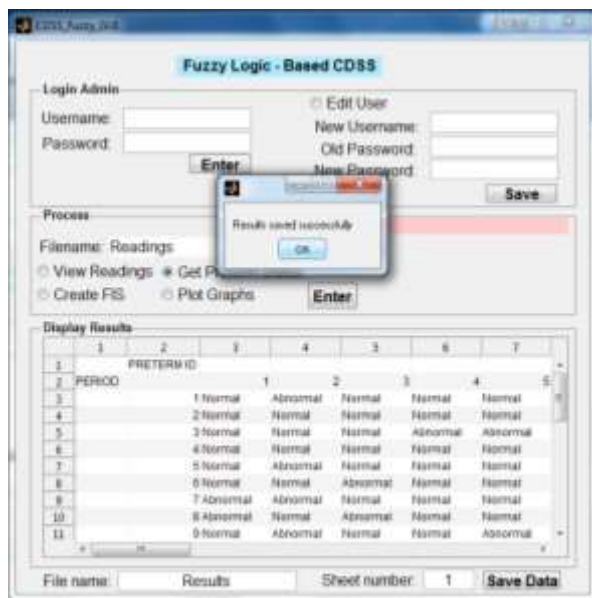 CDSS_Fuzzy_GUI
Fuzzy Logic - Based CDSS
Login Admin
Username:
Password:
Enter
Edit User
New Username:
Old Password:
New Password
Save
Results saved successfully
OK
Process
Filename: Readings
View Readings
Get
Create FIS
Plot Graphs
Enter
Display Results
1 2 3 4 5 6 7
1 PRETERM ID
2 PERIOD 1 2 3 4 5
3 1 Normal Abnormal Normal Normal Normal
4 2 Normal Normal Normal Normal Normal
5 3 Normal Normal Normal Abnormal Abnormal
6 4 Normal Normal Normal Normal Normal
7 5 Normal Abnormal Normal Normal Normal
8 6 Normal Normal Abnormal Normal Normal
9 7 Abnormal Abnormal Normal Normal Normal
10 8 Abnormal Normal Abnormal Normal Normal
11 9 Normal Abnormal Normal Normal Abnormal
File name: Results Sheet number: 1 Save Data